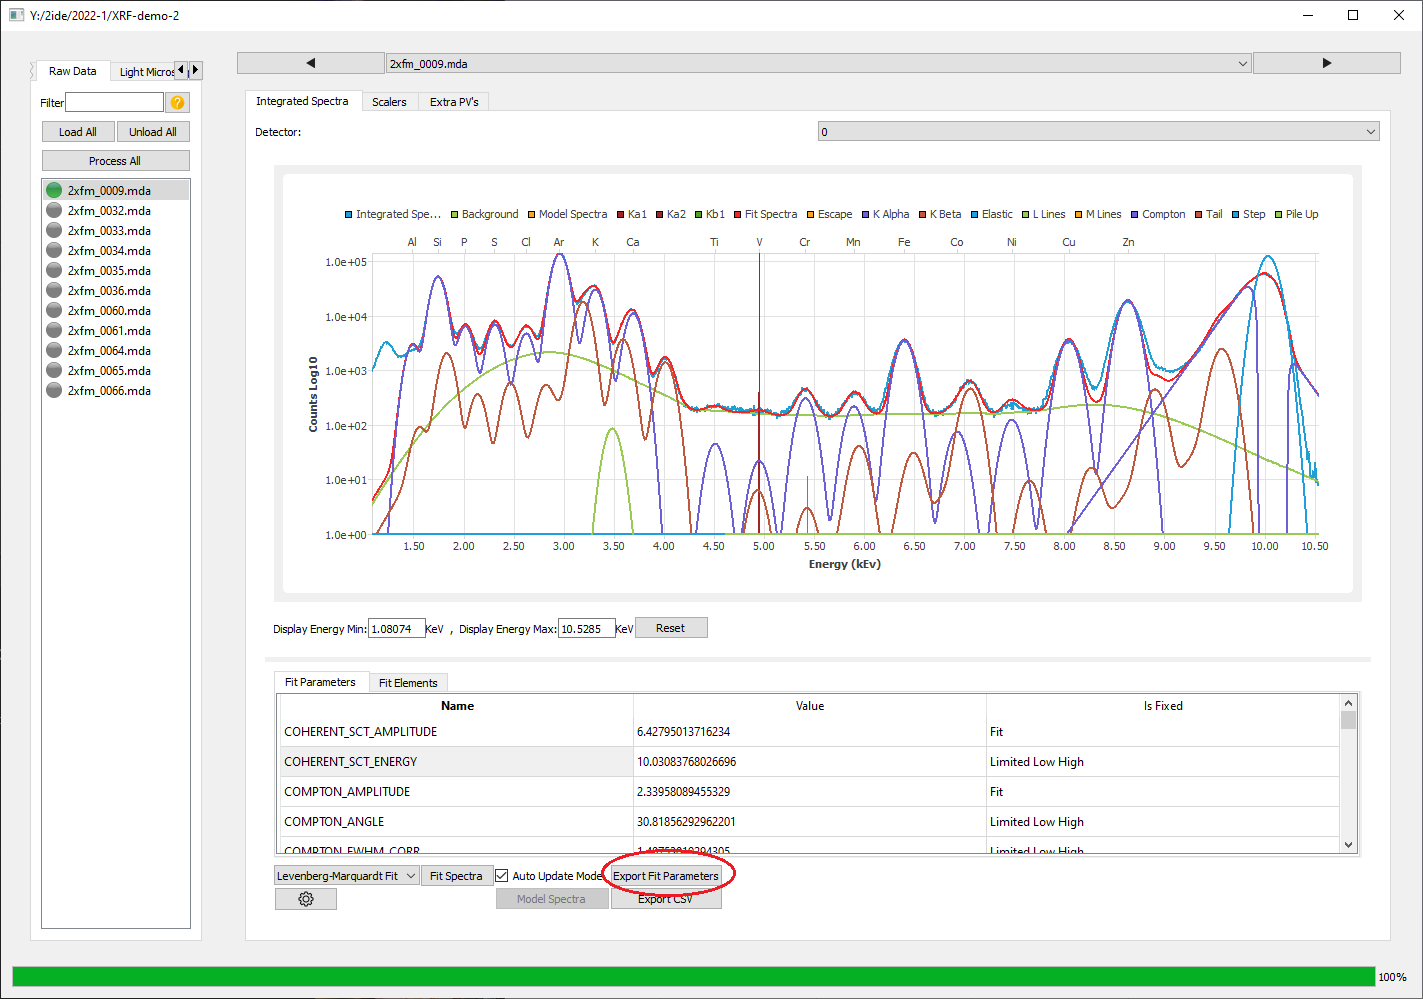 Y:/2ide/2022-1/XRF-demo-2
Raw Data Light Micros
2xfm_0009.mda
Filter
Load All Unload All
Process All
2xfm_0009.mda
2xfm_0032.mda
2xfm_0033.mda
2xfm_0034.mda
2xfm_0035.mda
2xfm_0036.mda
2xfm_0060.mda
2xfm_0061.mda
2xfm_0064.mda
2xfm_0065.mda
2xfm_0066.mda
Integrated Spectra Scalers Extra PV's
Detector: 0
Integrated Spe... Background Model Spectra Ka1 Ka2 Kb1 Fit Spectra Escape K Alpha K Beta Elastic L Lines M Lines Compton Tail Step Pile Up
Al Si P S Cl Ar K Ca Ti V Cr Mn Fe Co Ni Cu Zn
Counts Log10
1.0e+05
1.0e+04
1.0e+03
1.0e+02
1.0e+01
1.0e+00
1.50 2.00 2.50 3.00 3.50 4.00 4.50 5.00 5.50 6.00 6.50 7.00 7.50 8.00 8.50 9.00 9.50 10.00 10.50
Energy (kEv)
Display Energy Min: 1.08074 KeV , Display Energy Max: 10.5285 KeV Reset
Fit Parameters Fit Elements
Name Value Is Fixed
COHERENT_SCT_AMPLITUDE 6.42795013716234 Fit
COHERENT_SCT_ENERGY 10.03083768026696 Limited Low High
COMPTON_AMPLITUDE 2.33958089455329 Fit
COMPTON_ANGLE 30.81856292962201 Limited Low High
COMPTON_FWHM_CORR Limited Low High
Levenberg-Marquardt Fit Fit Spectra Auto Update Mode Export Fit Parameters
Model Spectra Export CSV
100%